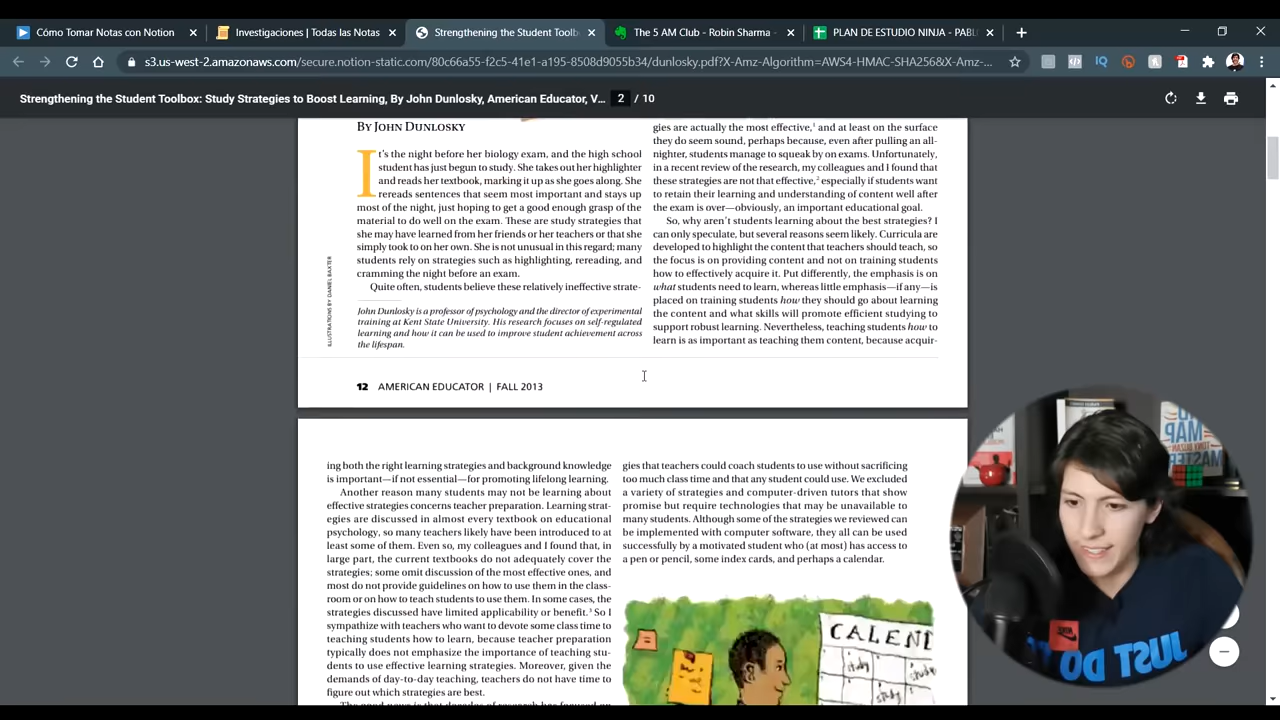 Cómo Tomar Notas con Notion
Investigaciones | Todas las Notas
Strengthening the Student Toolb
The 5 AM Club - Robin Sharma -
PLAN DE ESTUDIO NINJA - PABL
s3.us-west-2.amazonaws.com/secure.notion-static.com/80c66a55-f2c5-41e1-a195-8508d9055b34/dunlosky.pdf?X-Amz-Algorithm=AWS4-HMAC-SHA256&X-Amz-...
Strengthening the Student Toolbox: Study Strategies to Boost Learning, By John Dunlosky, American Educator, V...
2 / 10
BY JOHN DUNLOSKY
It's the night before her biology exam, and the high school
student has just begun to study. She takes out her highlighter
and reads her textbook, marking it up as she goes along. She
rereads sentences that seem most important and stays up
most of the night, just hoping to get a good enough grasp of the
material to do well on the exam. These are study strategies that
she may have learned from her friends or her teachers or that she
simply took to on her own. She is not unusual in this regard; many
students rely on strategies such as highlighting, rereading, and
cramming the night before an exam.
Quite often, students believe these relatively ineffective strate-
John Dunlosky is a professor of psychology and the director of experimental
training at Kent State University. His research focuses on self-regulated
learning and how it can be used to improve student achievement across
the lifespan.
ILLUSTRATIONS BY DANIEL BAXTER
gies are actually the most effective,1 and at least on the surface
they do seem sound, perhaps because, even after pulling an all-
nighter, students manage to squeak by on exams. Unfortunately,
in a recent review of the research, my colleagues and I found that
these strategies are not that effective,2 especially if students want
to retain their learning and understanding of content well after
the exam is over—obviously, an important educational goal.
So, why aren't students learning about the best strategies? I
can only speculate, but several reasons seem likely. Curricula are
developed to highlight the content that teachers should teach, so
the focus is on providing content and not on training students
how to effectively acquire it. Put differently, the emphasis is on
what students need to learn, whereas little emphasis—if any—is
placed on training students how they should go about learning
the content and what skills will promote efficient studying to
support robust learning. Nevertheless, teaching students how to
learn is as important as teaching them content, because acquir-
12 AMERICAN EDUCATOR | FALL 2013
ing both the right learning strategies and background knowledge
is important—if not essential—for promoting lifelong learning.
Another reason many students may not be learning about
effective strategies concerns teacher preparation. Learning strat-
egies are discussed in almost every textbook on educational
psychology, so many teachers likely have been introduced to at
least some of them. Even so, my colleagues and I found that, in
large part, the current textbooks do not adequately cover the
strategies; some omit discussion of the most effective ones, and
most do not provide guidelines on how to use them in the class-
room or on how to teach students to use them. In some cases, the
strategies discussed have limited applicability or benefit.3 So I
sympathize with teachers who want to devote some class time to
teaching students how to learn, because teacher preparation
typically does not emphasize the importance of teaching stu-
dents to use effective learning strategies. Moreover, given the
demands of day-to-day teaching, teachers do not have time to
figure out which strategies are best.
gies that teachers could coach students to use without sacrificing
too much class time and that any student could use. We excluded
a variety of strategies and computer-driven tutors that show
promise but require technologies that may be unavailable to
many students. Although some of the strategies we reviewed can
be implemented with computer software, they all can be used
successfully by a motivated student who (at most) has access to
a pen or pencil, some index cards, and perhaps a calendar.
CALEN
study
study
study
MAP
JUST
DO